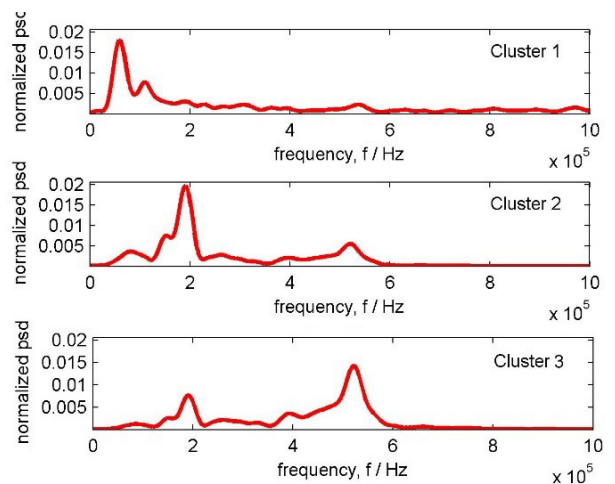 0.02
0.015
0.01
0.005
normalized psd
Cluster 1
0 2 4 6 8 10
frequency, f / Hz
x 10^5
0.02
0.015
0.01
0.005
normalized psd
Cluster 2
0 2 4 6 8 10
frequency, f / Hz
x 10^5
0.02
0.015
0.01
0.005
normalized psd
Cluster 3
0 2 4 6 8 10
frequency, f / Hz
x 10^5